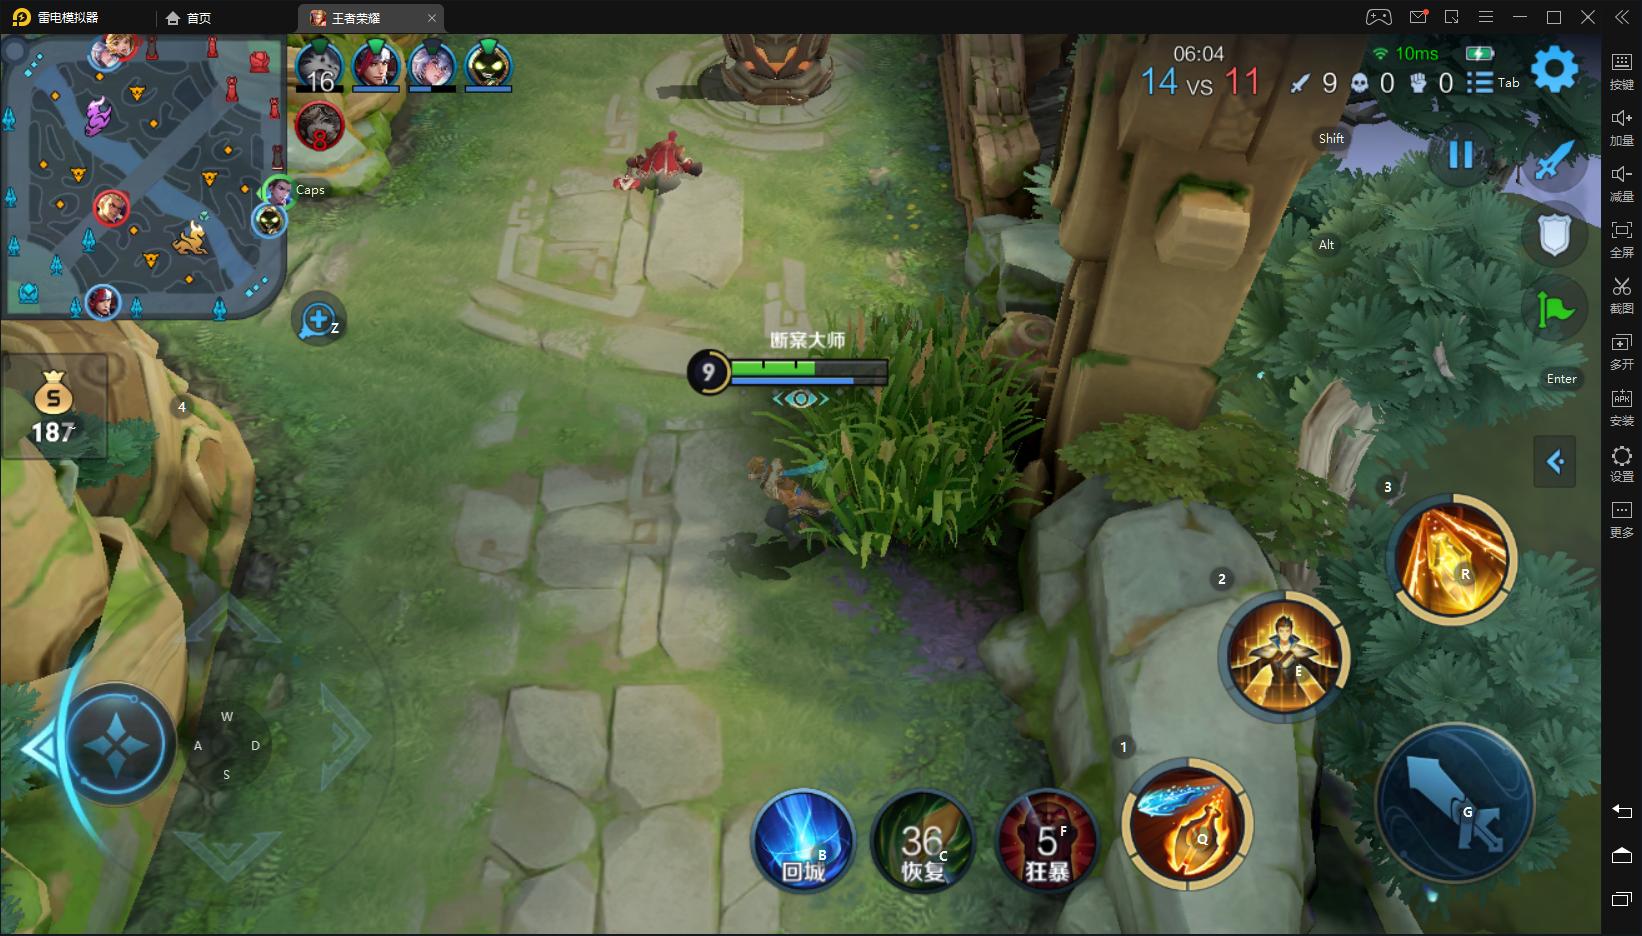 雷电模拟器
首页
王者荣耀
16
8
Caps
Z
06:04
10ms
14 vs 11
9
0
0
Tab
Shift
Alt
Enter
S
187
4
断案大师
9
W
A
D
S
3
R
2
E
1
Q
G
B
回城
36
C
恢复
5
F
狂暴
按键
加量
减量
全屏
截图
多开
APK
安装
设置
更多